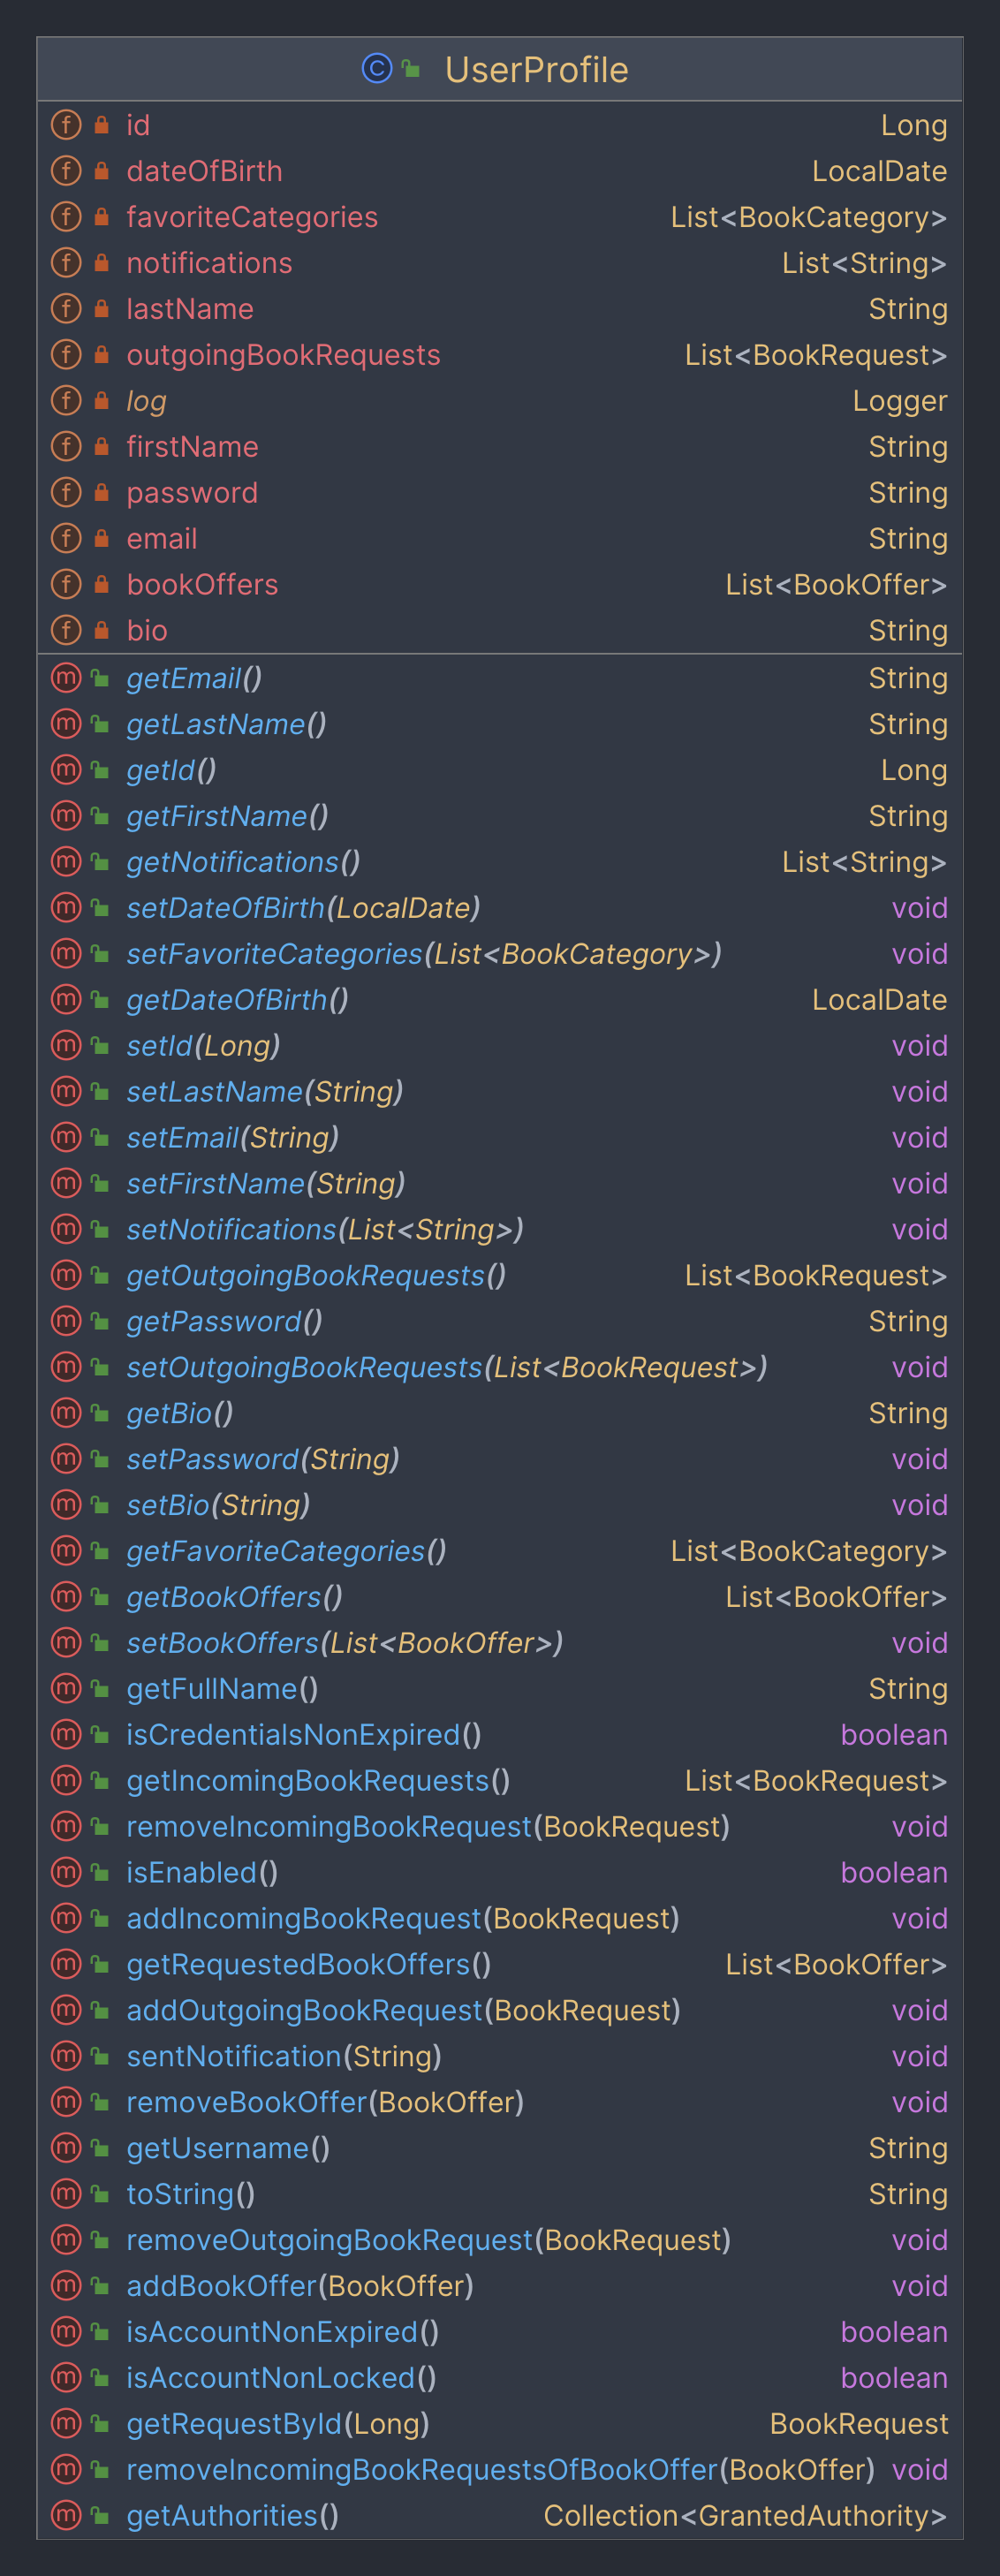 UserProfile
id Long
dateOfBirth LocalDate
favoriteCategories List<BookCategory>
notifications List<String>
lastName String
outgoingBookRequests List<BookRequest>
log Logger
firstName String
password String
email String
bookOffers List<BookOffer>
bio String
getEmail() String
getLastName() String
getId() Long
getFirstName() String
getNotifications() List<String>
setDateOfBirth(LocalDate) void
setFavoriteCategories(List<BookCategory>) void
getDateOfBirth() LocalDate
setId(Long) void
setLastName(String) void
setEmail(String) void
setFirstName(String) void
setNotifications(List<String>) void
getOutgoingBookRequests() List<BookRequest>
getPassword() String
setOutgoingBookRequests(List<BookRequest>) void
getBio() String
setPassword(String) void
setBio(String) void
getFavoriteCategories() List<BookCategory>
getBookOffers() List<BookOffer>
setBookOffers(List<BookOffer>) void
getFullName() String
isCredentialsNonExpired() boolean
getIncomingBookRequests() List<BookRequest>
removeIncomingBookRequest(BookRequest) void
isEnabled() boolean
addIncomingBookRequest(BookRequest) void
getRequestedBookOffers() List<BookOffer>
addOutgoingBookRequest(BookRequest) void
sentNotification(String) void
removeBookOffer(BookOffer) void
getUsername() String
toString() String
removeOutgoingBookRequest(BookRequest) void
addBookOffer(BookOffer) void
isAccountNonExpired() boolean
isAccountNonLocked() boolean
getRequestById(Long) BookRequest
removeIncomingBookRequestsOfBookOffer(BookOffer) void
getAuthorities() Collection<GrantedAuthority>